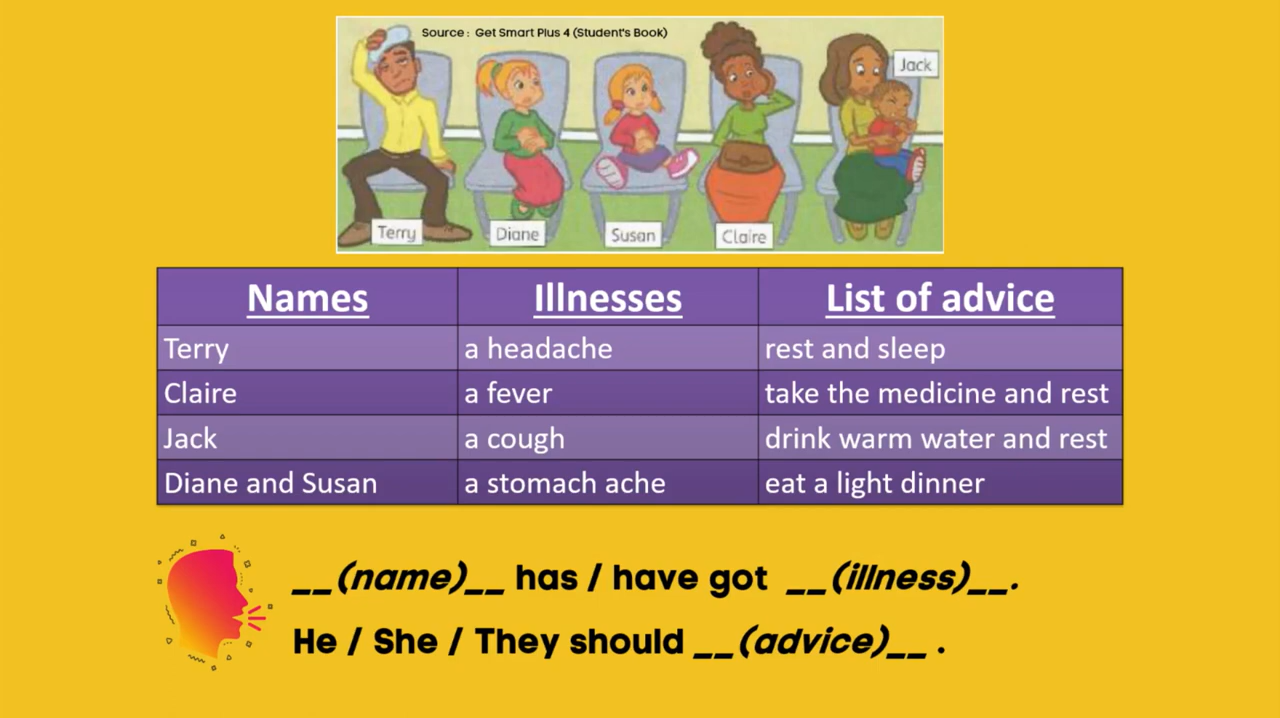 Source : Get Smart Plus 4 (Student's Book)
Jack
Terry
Diane
Susan
Claire
Names Illnesses List of advice
Terry a headache rest and sleep
Claire a fever take the medicine and rest
Jack a cough drink warm water and rest
Diane and Susan a stomach ache eat a light dinner
__(name)__ has / have got __(illness)__.
He / She / They should __(advice)__ .